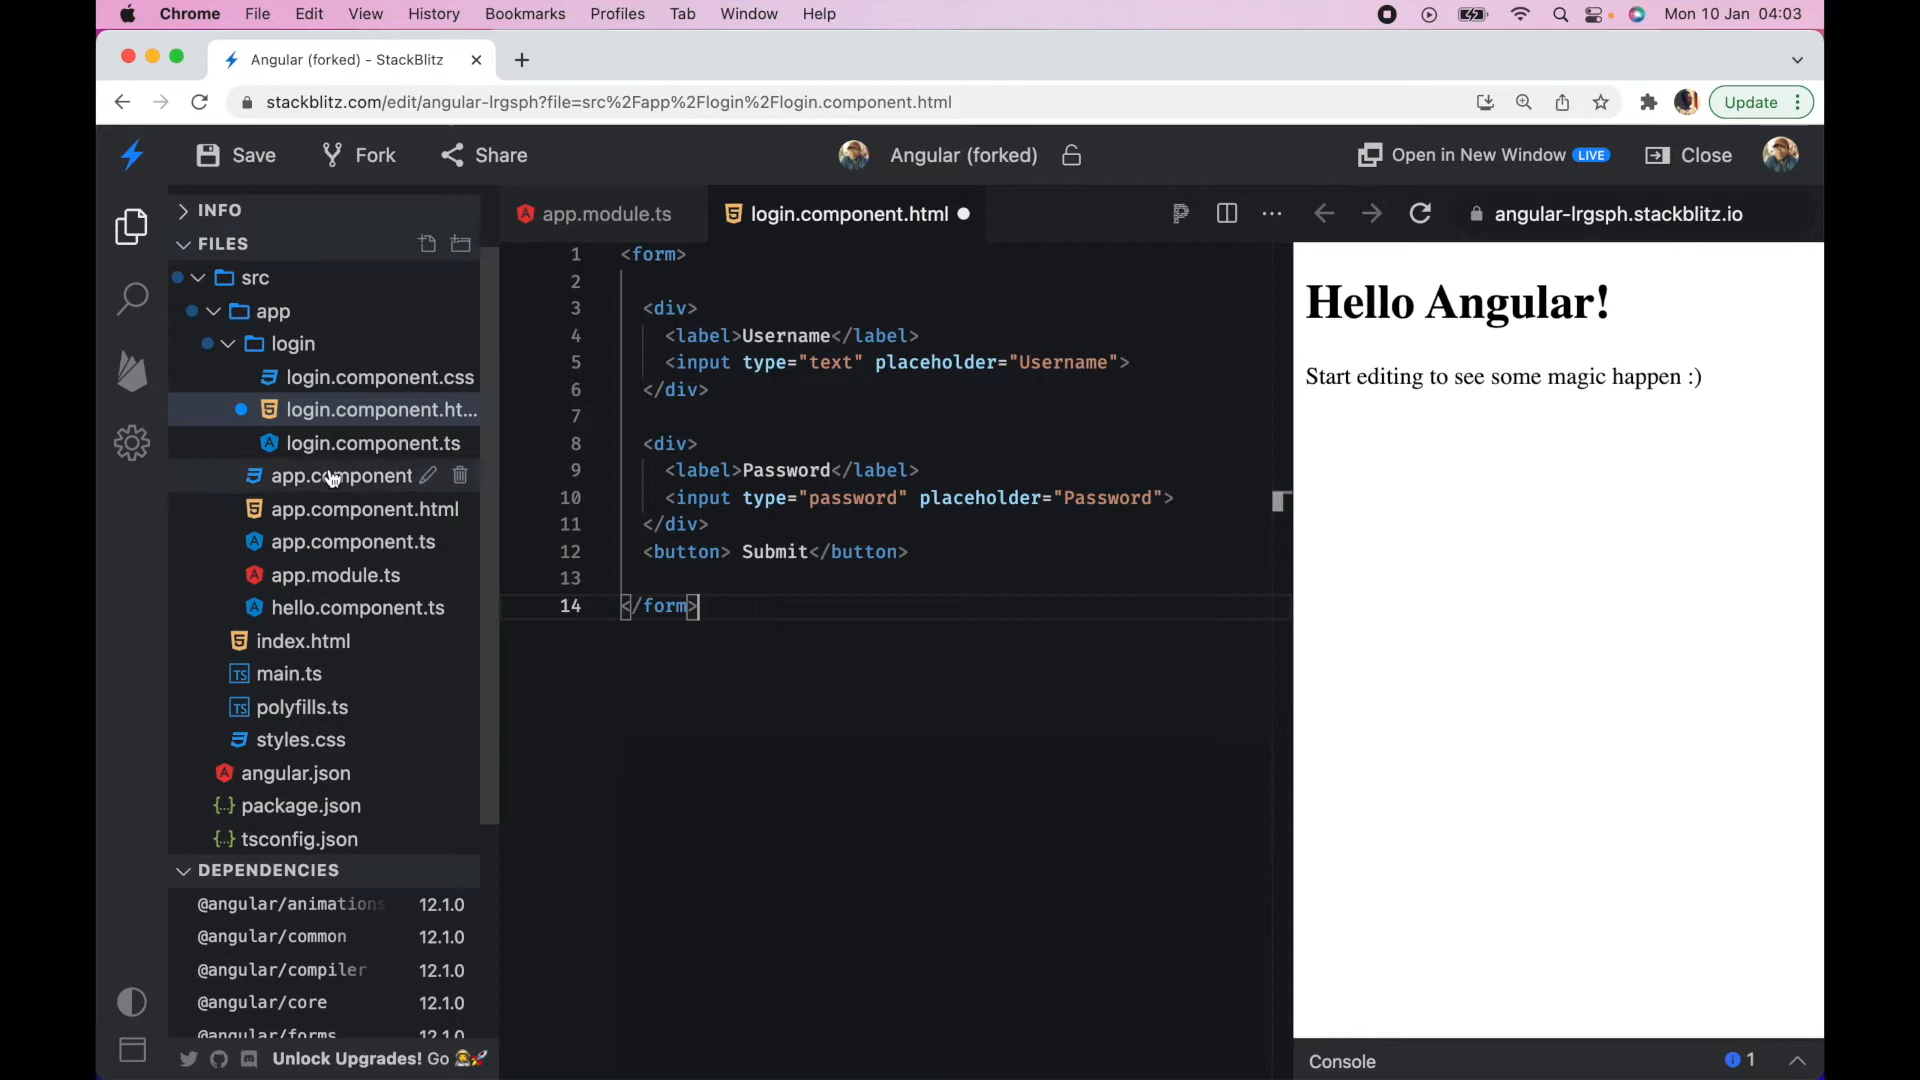 Chrome File Edit View History Bookmarks Profiles Tab Window Help Mon 10 Jan 04:03
Angular (forked) - StackBlitz
stackblitz.com/edit/angular-lrgsph?file=src%2Fapp%2Flogin%2Flogin.component.html Update
Save Fork Share Angular (forked) Open in New Window LIVE Close
INFO
FILES
src
app
login
login.component.css
login.component.ht...
login.component.ts
app.component
app.component.html
app.component.ts
app.module.ts
hello.component.ts
index.html
main.ts
polyfills.ts
styles.css
angular.json
package.json
tsconfig.json
DEPENDENCIES
@angular/animations 12.1.0
@angular/common 12.1.0
@angular/compiler 12.1.0
@angular/core 12.1.0
@angular/forms 12.1.0
Unlock Upgrades! Go
app.module.ts login.component.html
1 <form>
2
3 <div>
4 <label>Username</label>
5 <input type="text" placeholder="Username">
6 </div>
7
8 <div>
9 <label>Password</label>
10 <input type="password" placeholder="Password">
11 </div>
12 <button> Submit</button>
13
14 </form>
angular-lrgsph.stackblitz.io
Hello Angular!
Start editing to see some magic happen :)
Console 1